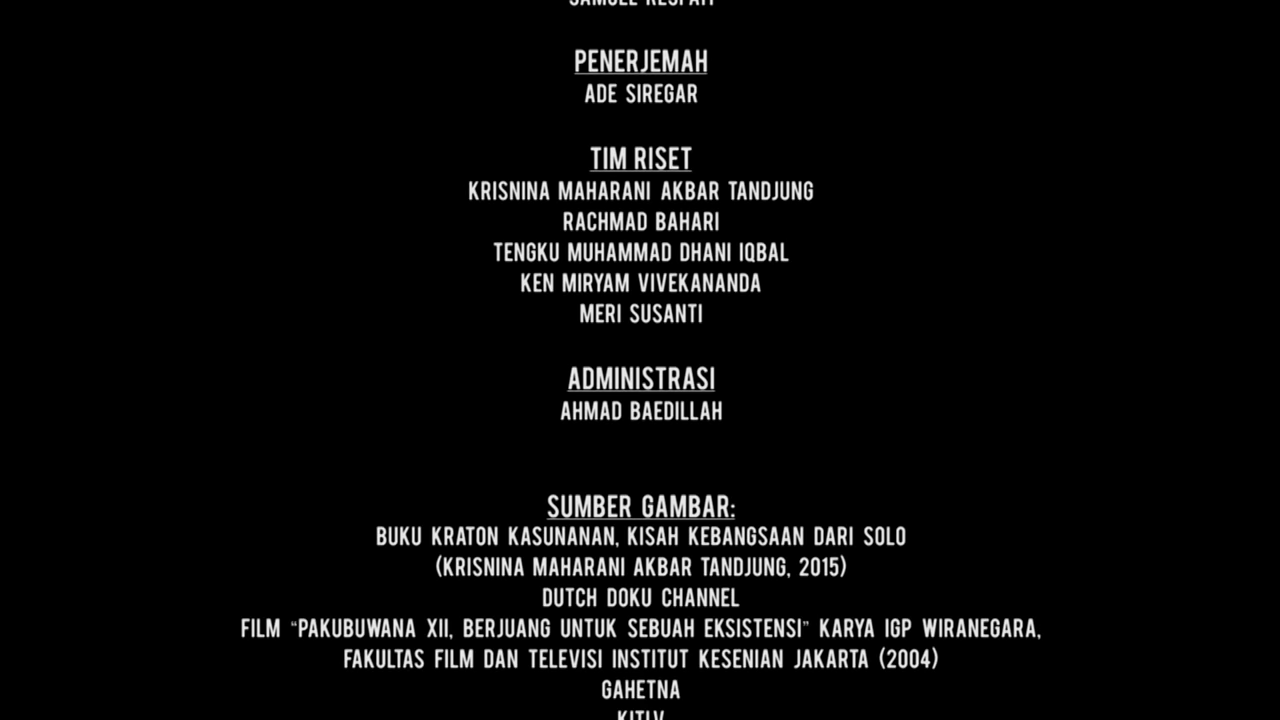 PENERJEMAH
ADE SIREGAR
TIM RISET
KRISNINA MAHARANI AKBAR TANDJUNG
RACHMAD BAHARI
TENGKU MUHAMMAD DHANI IQBAL
KEN MIRYAM VIVEKANANDA
MERI SUSANTI
ADMINISTRASI
AHMAD BAEDILLAH
SUMBER GAMBAR:
BUKU KRATON KASUNANAN, KISAH KEBANGSAAN DARI SOLO
(KRISNINA MAHARANI AKBAR TANDJUNG, 2015)
DUTCH DOKU CHANNEL
FILM “PAKUBUWANA XII, BERJUANG UNTUK SEBUAH EKSISTENSI” KARYA IGP WIRANEGARA,
FAKULTAS FILM DAN TELEVISI INSTITUT KESENIAN JAKARTA (2004)
GAHETNA
KITLV